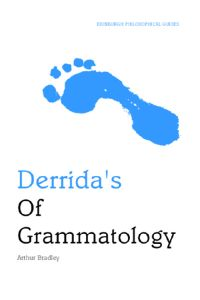 EDINBURGH PHILOSOPHICAL GUIDES
Derrida's
Of
Grammatology
Arthur Bradley